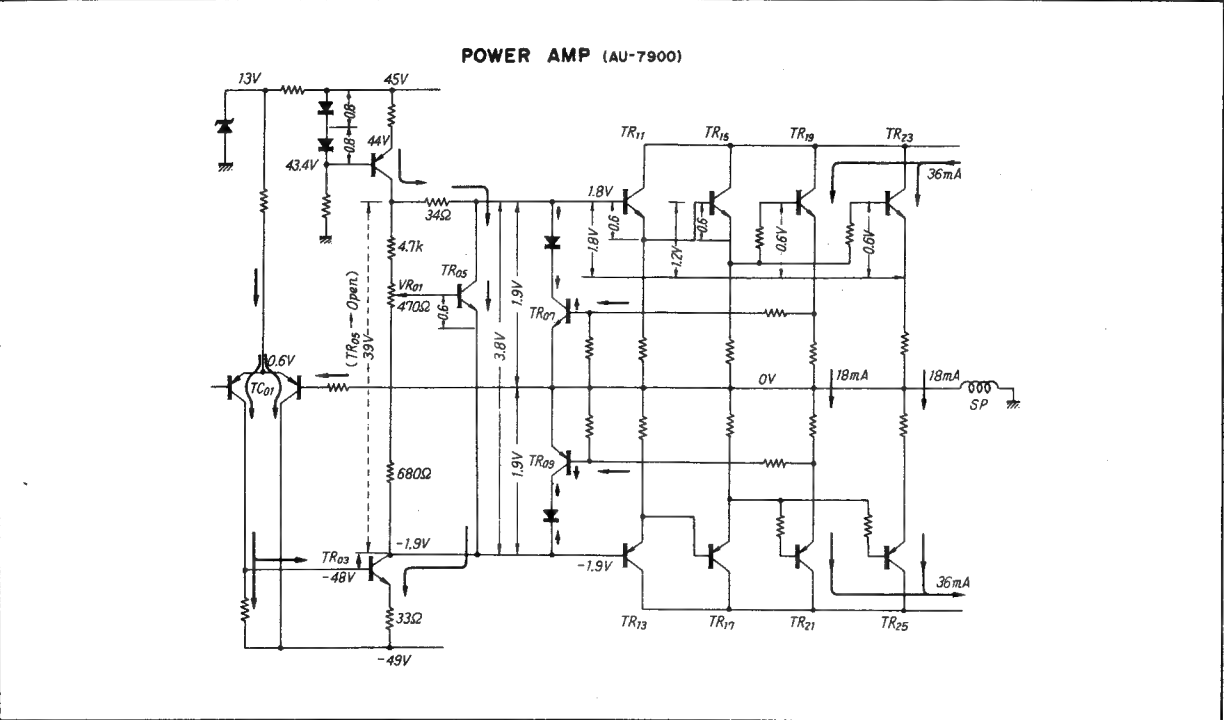 POWER AMP (AU-7900)
13V
45V
0.8
0.8
44V
43.4V
TR11
TR15
TR19
TR23
36mA
1.8V
34Ω
0.6
1.8V
1.2V
0.6
0.6V
0.6V
4.7k
VR01
470Ω
TR05
0.6
(TR05 → Open)
39V
3.8V
1.9V
TR07
0.6V
TC01
0V
18mA
18mA
SP
1.9V
TR09
680Ω
-1.9V
TR03
-48V
-1.9V
33Ω
-49V
36mA
TR13
TR17
TR21
TR25